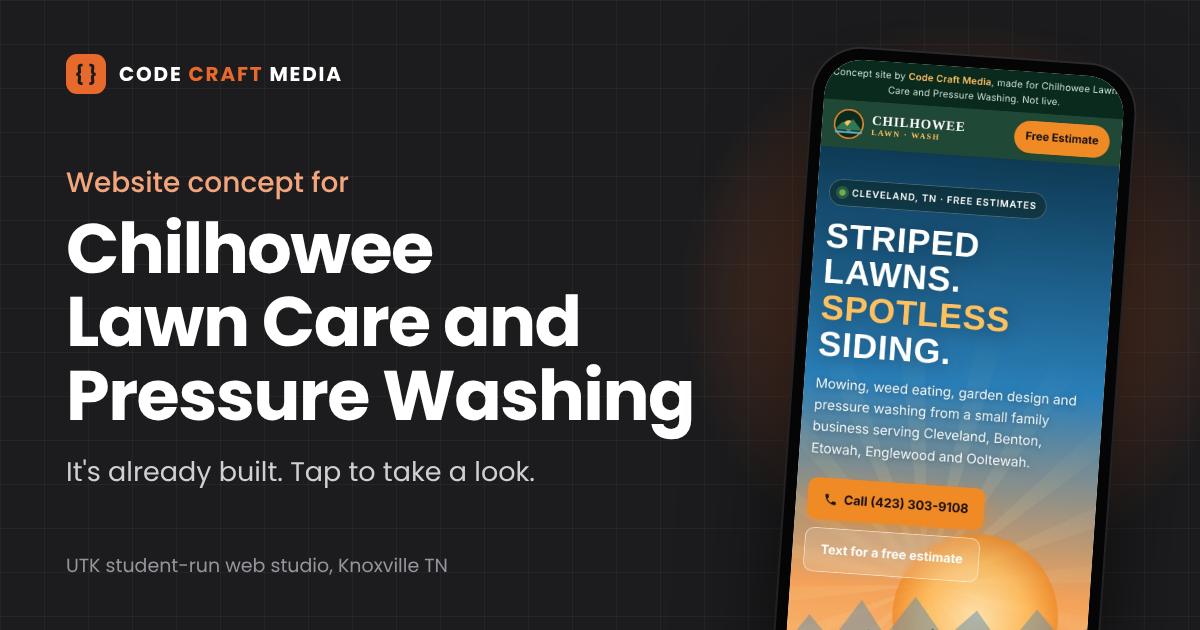 { } CODE CRAFT MEDIA
Website concept for
Chilhowee
Lawn Care and
Pressure Washing
It's already built. Tap to take a look.
UTK student-run web studio, Knoxville TN
Concept site by Code Craft Media, made for Chilhowee Lawn
Care and Pressure Washing. Not live.
CHILHOWEE
LAWN · WASH
Free Estimate
CLEVELAND, TN · FREE ESTIMATES
STRIPED
LAWNS.
SPOTLESS
SIDING.
Mowing, weed eating, garden design and
pressure washing from a small family
business serving Cleveland, Benton,
Etowah, Englewood and Ooltewah.
Call (423) 303-9108
Text for a free estimate